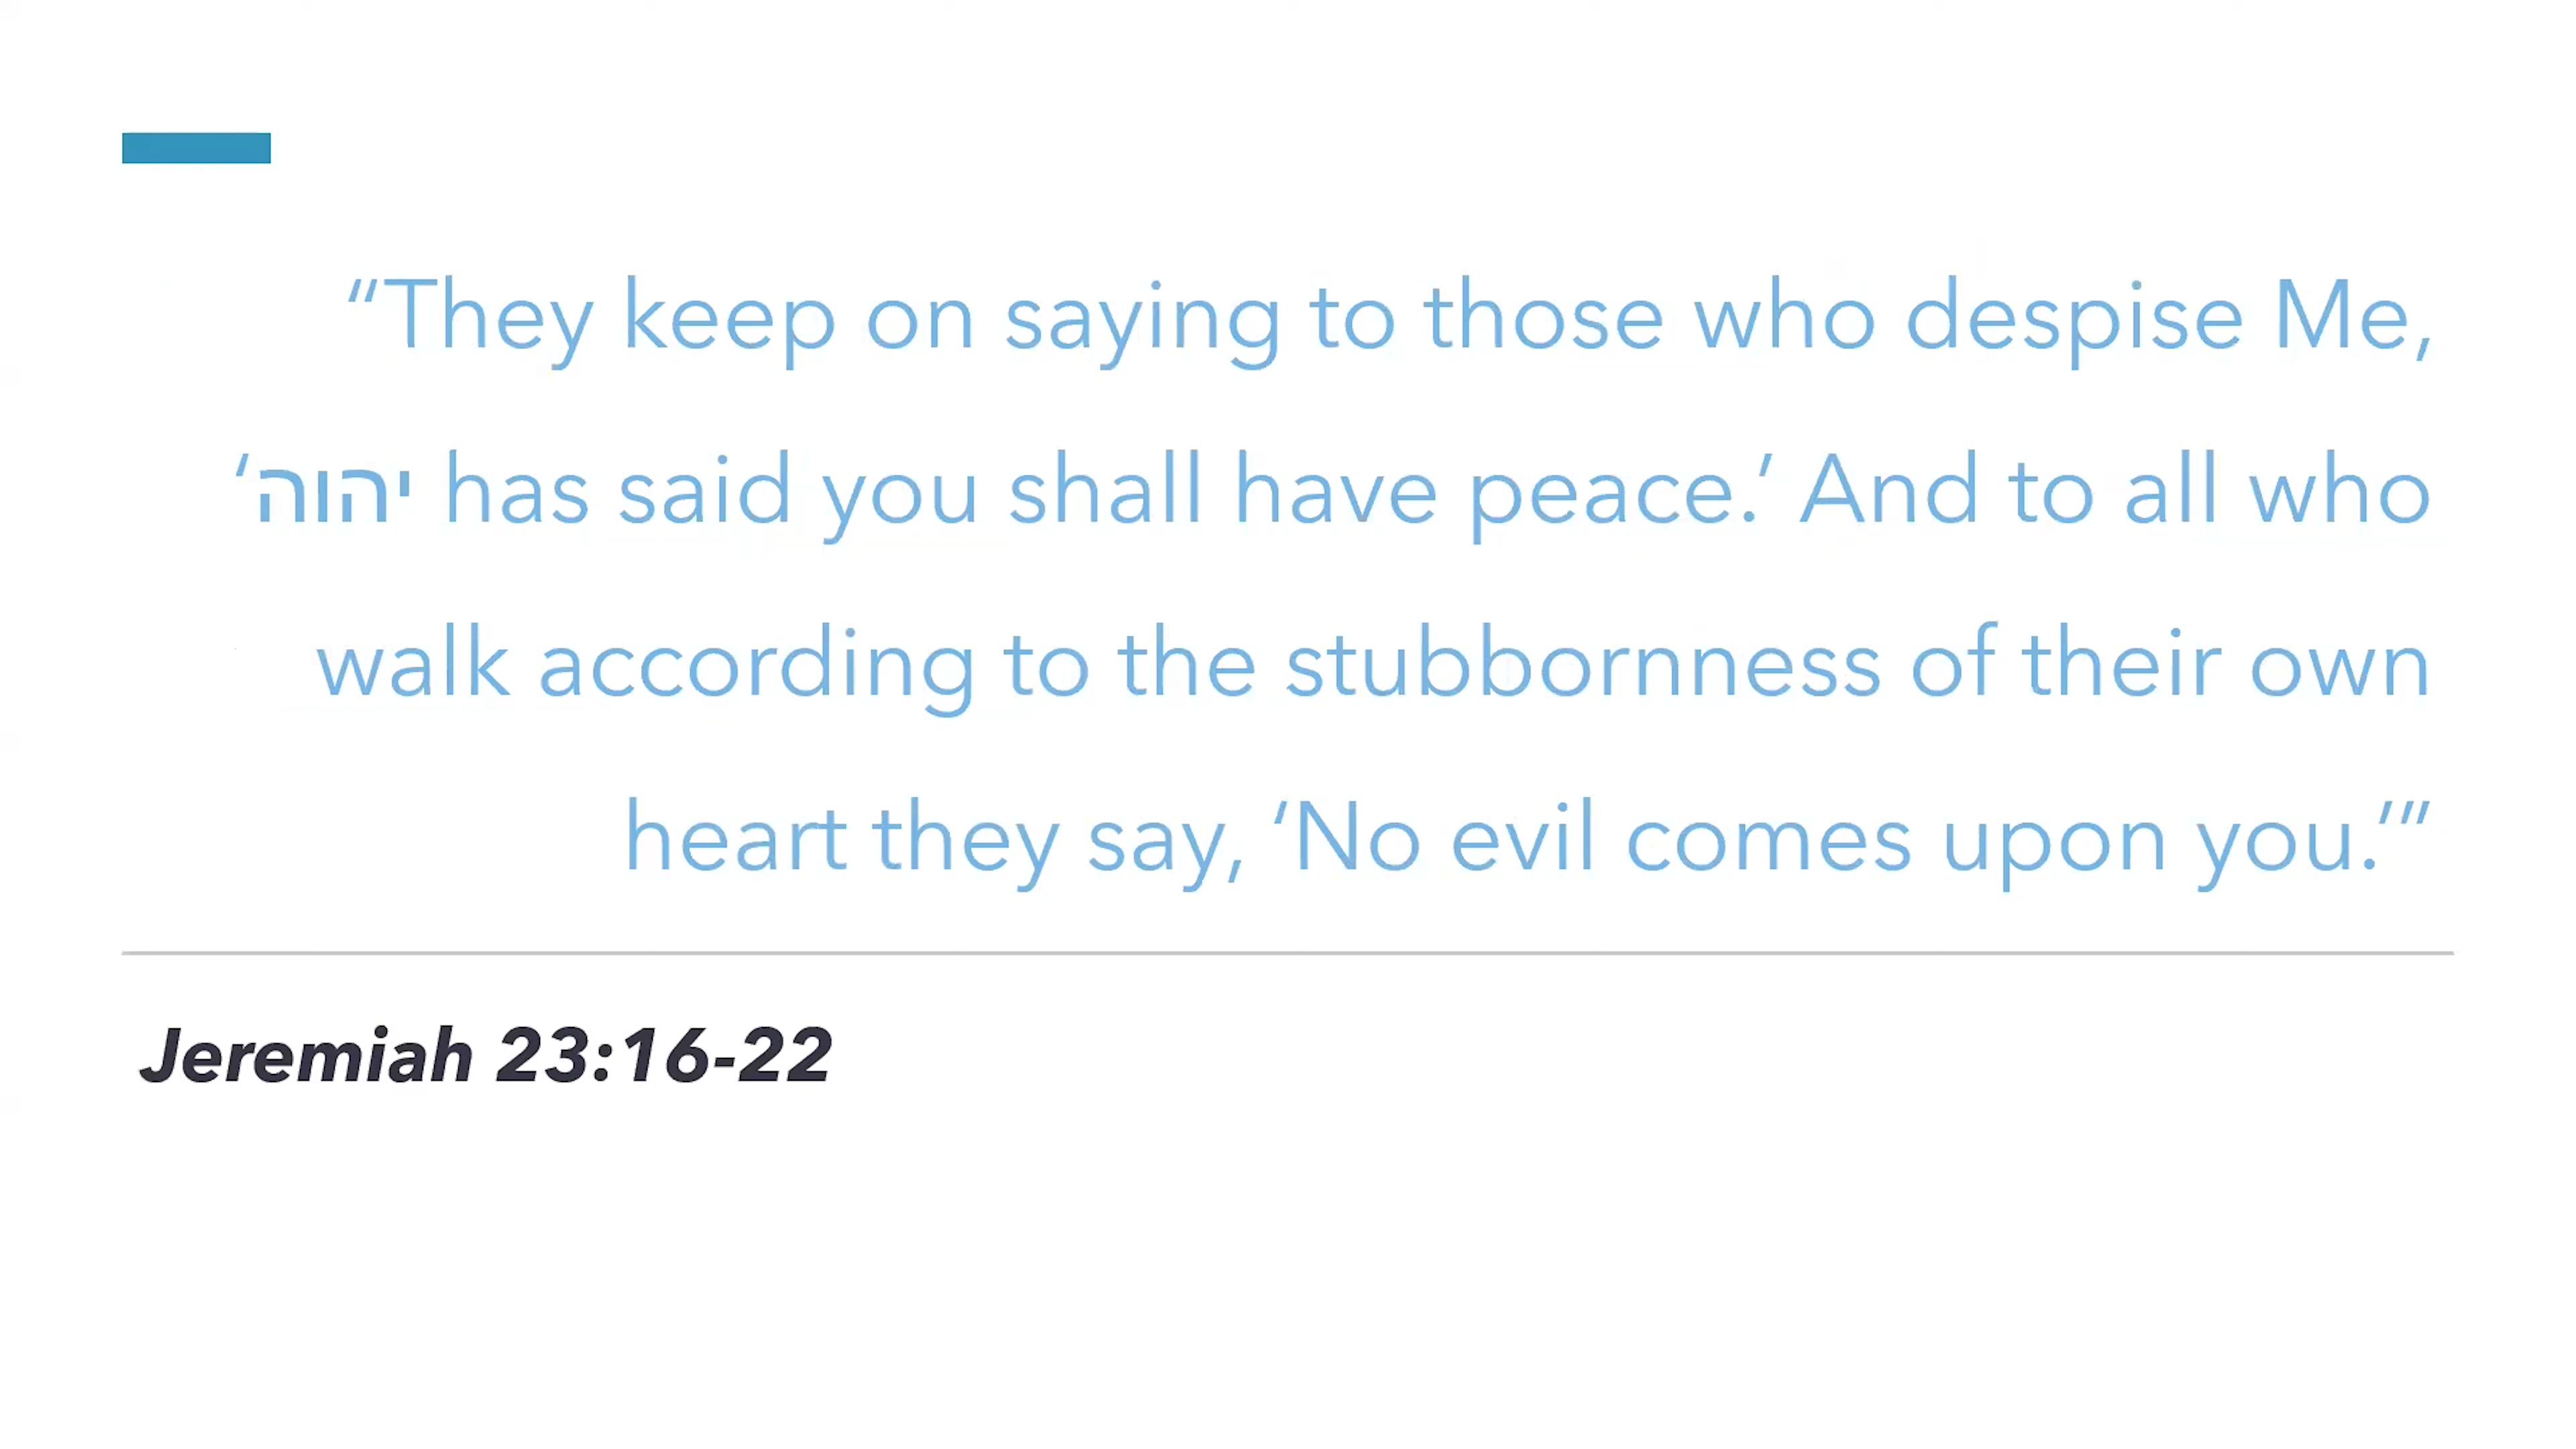 “They keep on saying to those who despise Me,
‘יהוה has said you shall have peace.’ And to all who
walk according to the stubbornness of their own
heart they say, ‘No evil comes upon you.’”
Jeremiah 23:16-22